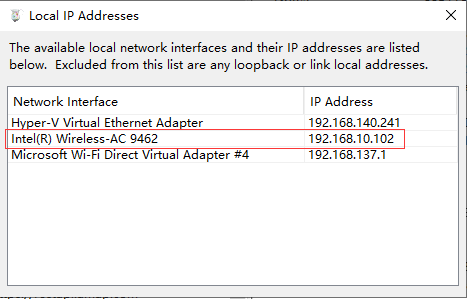 Local IP Addresses
The available local network interfaces and their IP addresses are listed
below.  Excluded from this list are any loopback or link local addresses.
Network Interface IP Address
Hyper-V Virtual Ethernet Adapter 192.168.140.241
Intel(R) Wireless-AC 9462 192.168.10.102
Microsoft Wi-Fi Direct Virtual Adapter #4 192.168.137.1